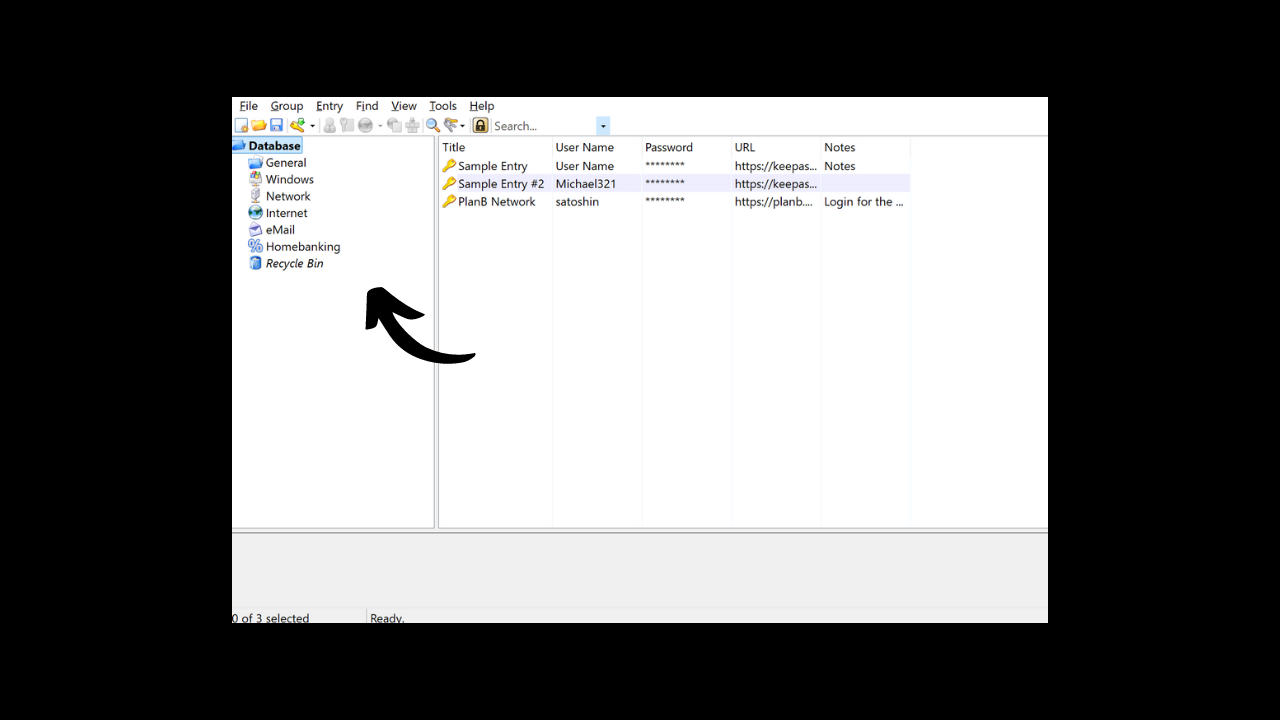 File Group Entry Find View Tools Help
Search...
Database
General
Windows
Network
Internet
eMail
Homebanking
Recycle Bin
Title User Name Password URL Notes
Sample Entry User Name ******** https://keepas... Notes
Sample Entry #2 Michael321 ******** https://keepas...
PlanB Network satoshin ******** https://planb.... Login for the ...
0 of 3 selected Ready.